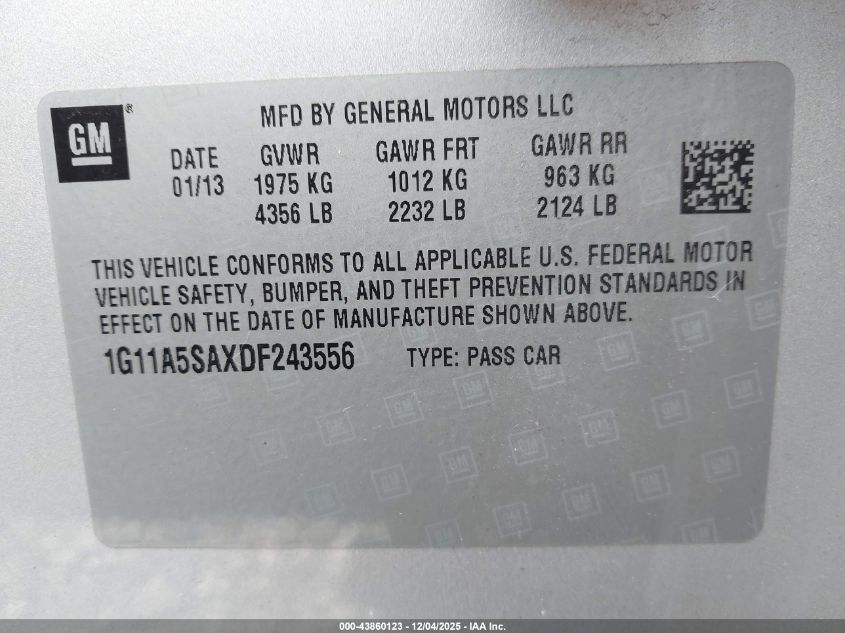 GM ®
MFD BY GENERAL MOTORS LLC
DATE GVWR GAWR FRT GAWR RR
01/13 1975 KG 1012 KG 963 KG
4356 LB 2232 LB 2124 LB
THIS VEHICLE CONFORMS TO ALL APPLICABLE U.S. FEDERAL MOTOR
VEHICLE SAFETY, BUMPER, AND THEFT PREVENTION STANDARDS IN
EFFECT ON THE DATE OF MANUFACTURE SHOWN ABOVE.
1G11A5SAXDF243556 TYPE: PASS CAR
000-43860123 - 12/04/2025 - IAA Inc.